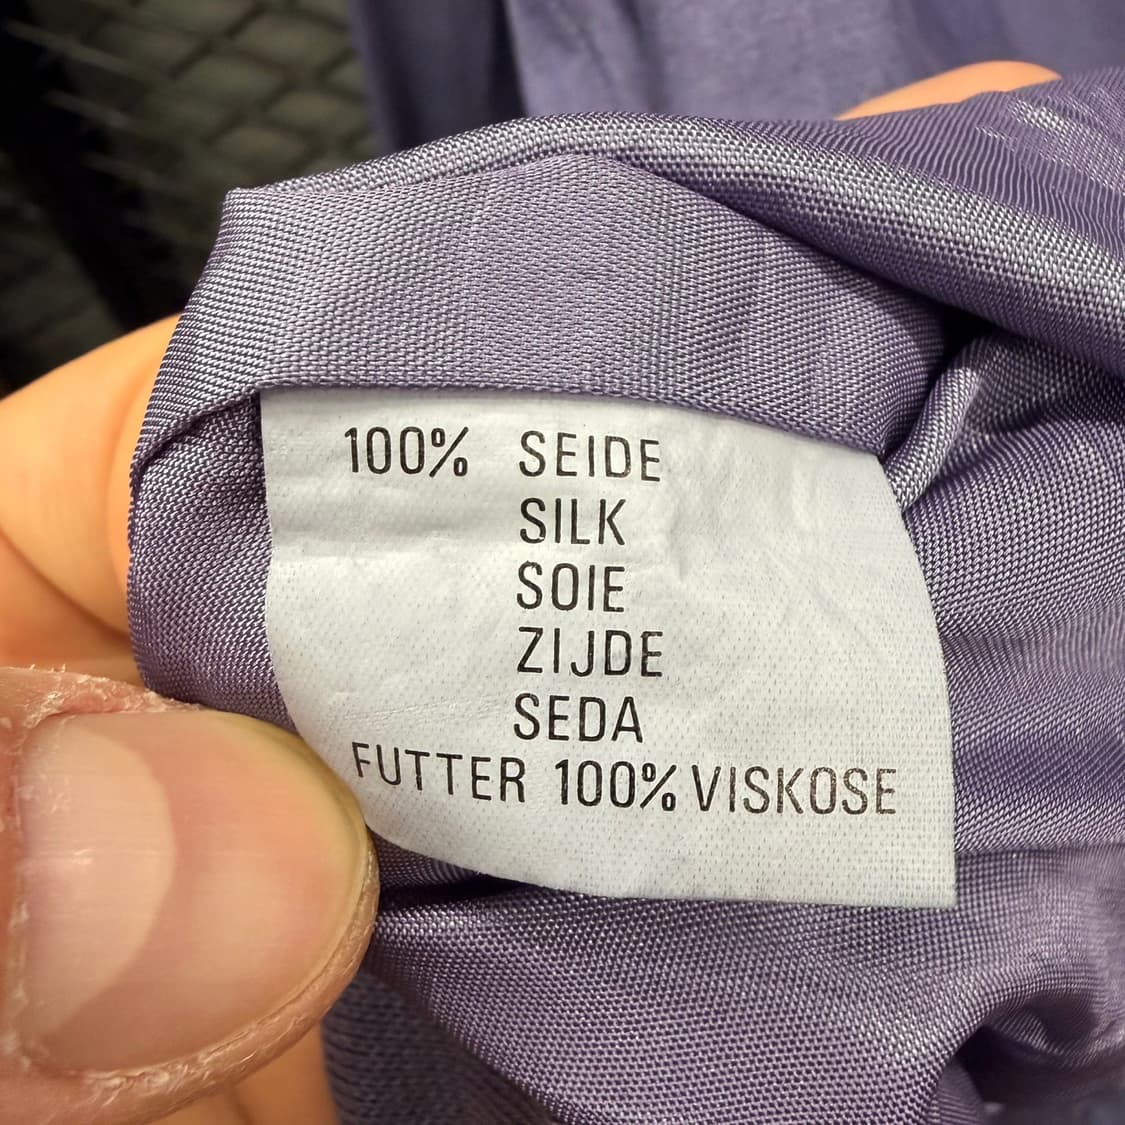 100% SEIDE
SILK
SOIE
ZIJDE
SEDA
FUTTER 100% VISKOSE